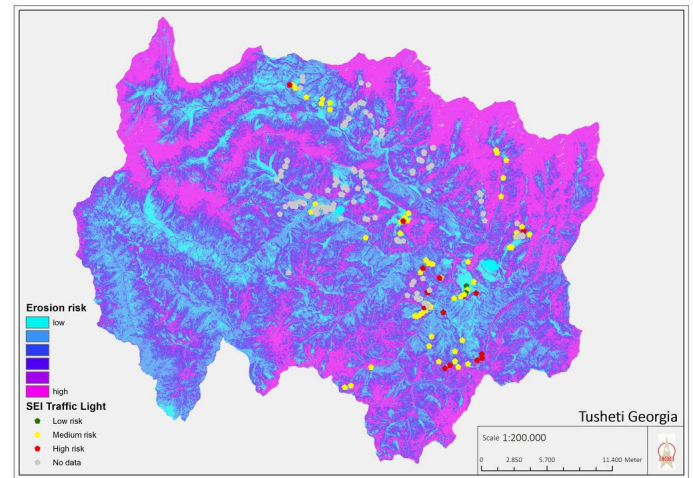 Erosion risk
low
high
SEI Traffic Light
Low risk
Medium risk
High risk
No data
Tusheti Georgia
Scale 1:200.000
0 2.850 5.700 11.400 Meter